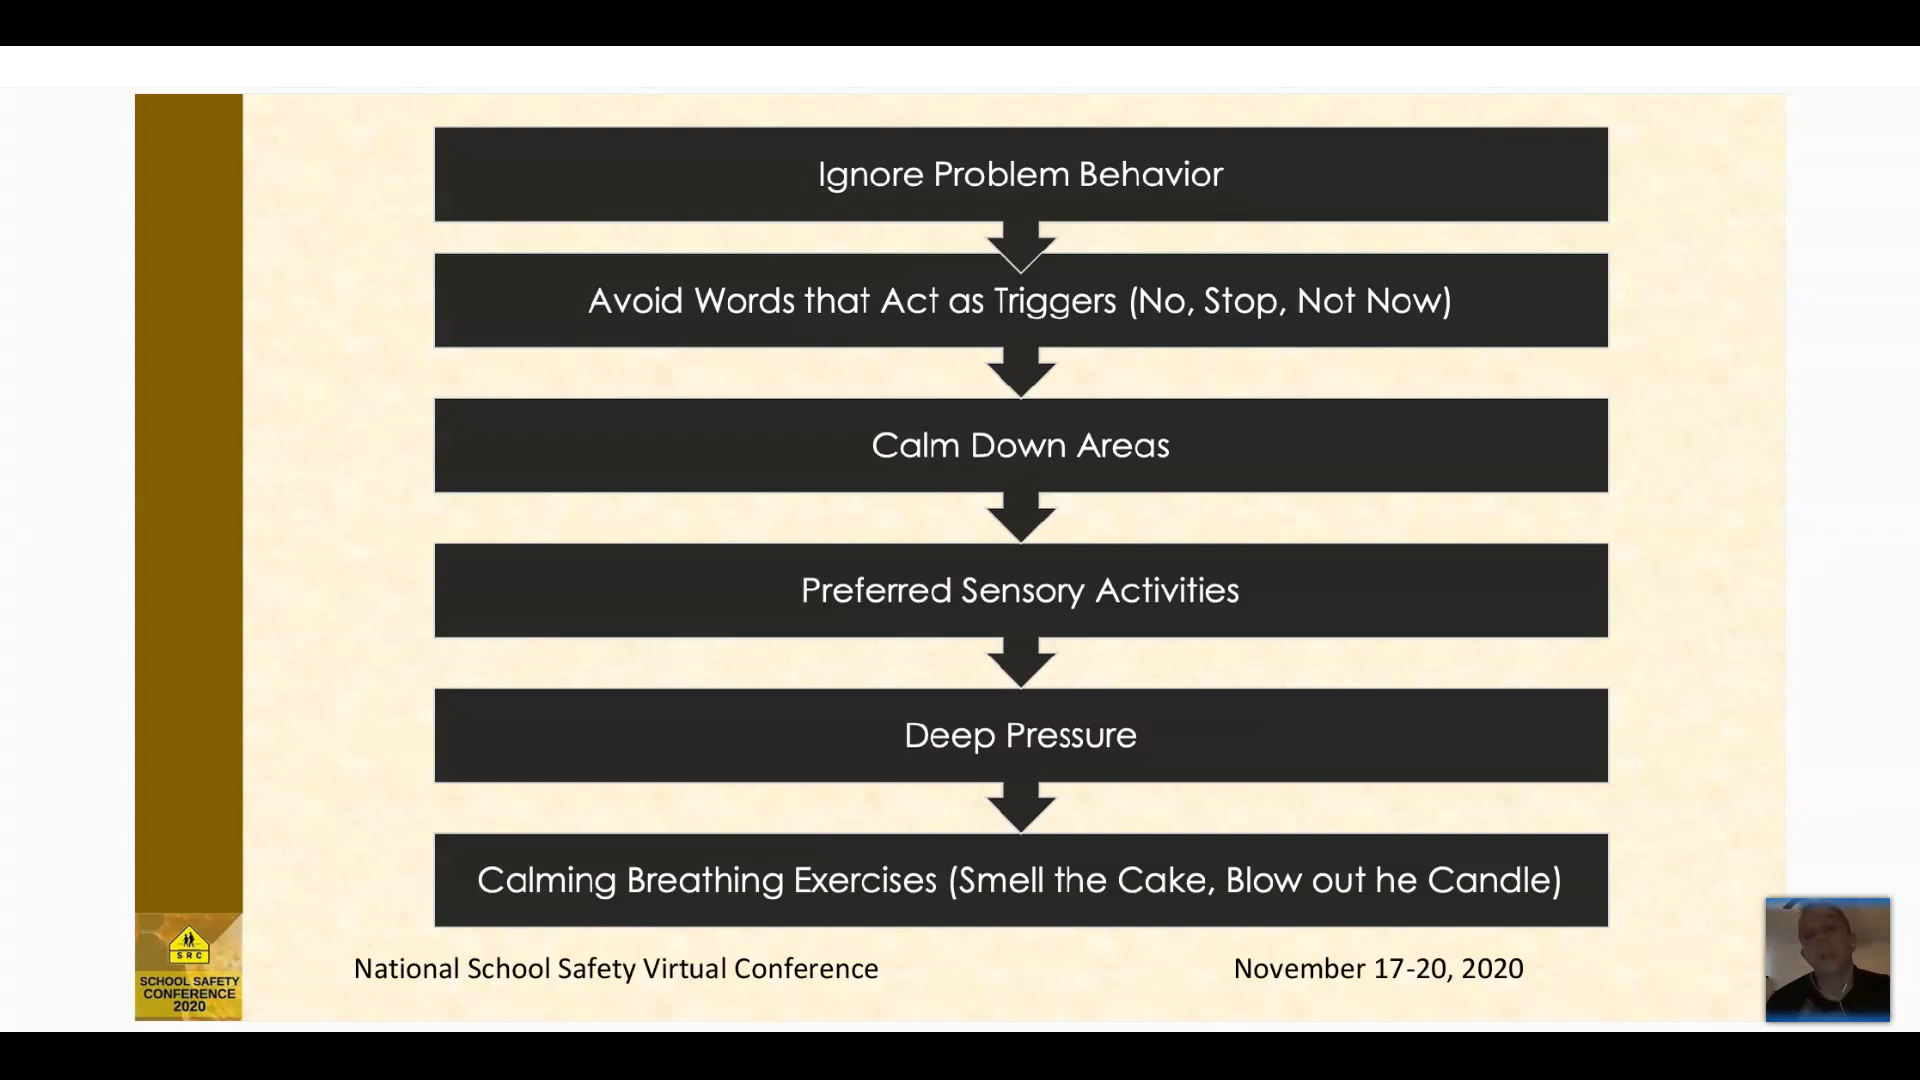 Ignore Problem Behavior
Avoid Words that Act as Triggers (No, Stop, Not Now)
Calm Down Areas
Preferred Sensory Activities
Deep Pressure
Calming Breathing Exercises (Smell the Cake, Blow out he Candle)
SRC
SCHOOL SAFETY
CONFERENCE
2020
National School Safety Virtual Conference
November 17-20, 2020